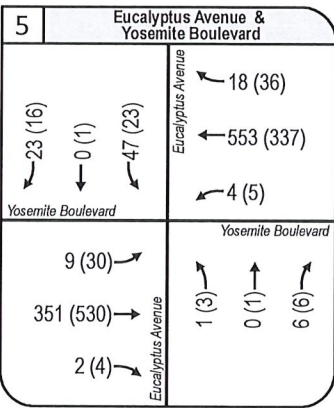 5
Eucalyptus Avenue &
Yosemite Boulevard
23 (16)
0 (1)
47 (23)
Yosemite Boulevard
Eucalyptus Avenue
18 (36)
553 (337)
4 (5)
9 (30)
351 (530)
2 (4)
Eucalyptus Avenue
Yosemite Boulevard
1 (3)
0 (1)
6 (6)